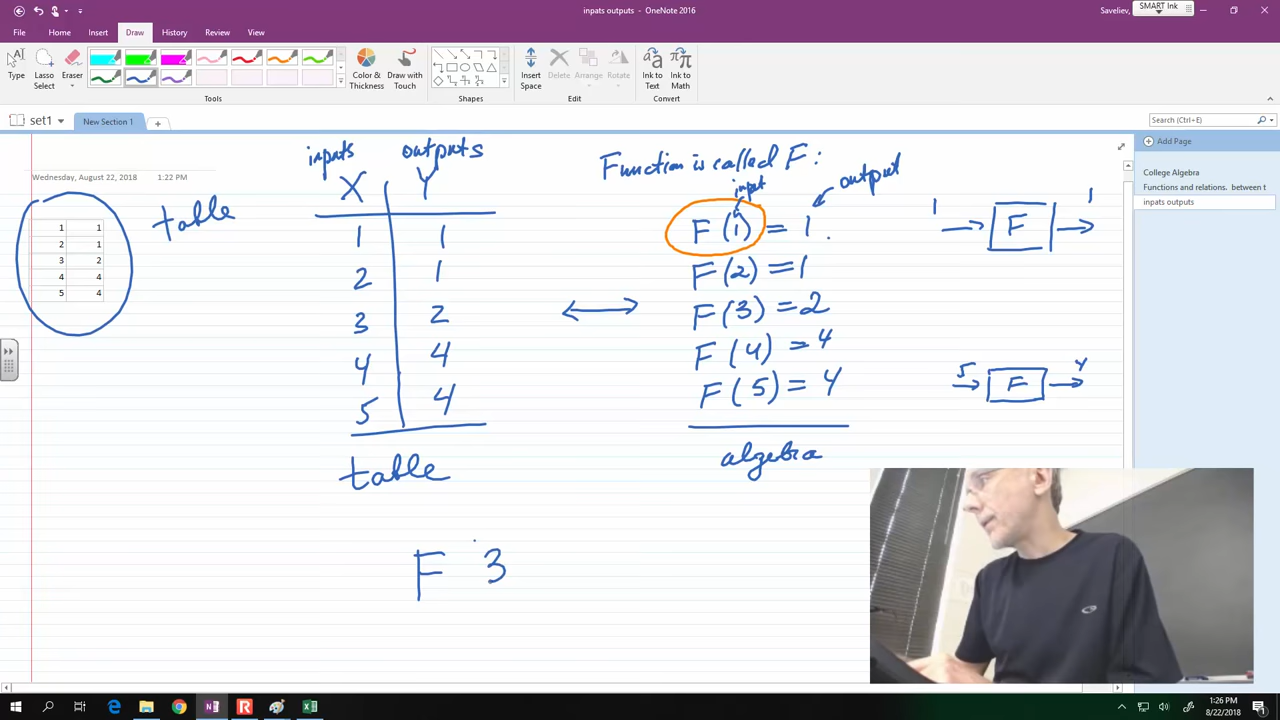 inpats outputs - OneNote 2016
Saveliev,
SMART Ink
File Home Insert Draw History Review View
Type
Lasso Select
Eraser
Color & Thickness
Draw with Touch
Insert Space
Delete
Arrange
Rotate
Ink to Text
Ink to Math
Tools
Shapes
Edit
Convert
set1
New Section 1
Search (Ctrl+E)
Add Page
College Algebra
Functions and relations. between t
inpats outputs
Wednesday, August 22, 2018 1:22 PM
1 1
2 1
3 2
4 4
5 4
table
inputs outputs
X Y
1 1
2 1
3 2
4 4
5 4
table
Function is called F:
input
output
F(1) = 1.
F(2) = 1
F(3) = 2
F(4) = 4
F(5) = 4
algebra
1 F 1
5 F 4
F 3
1:26 PM
8/22/2018